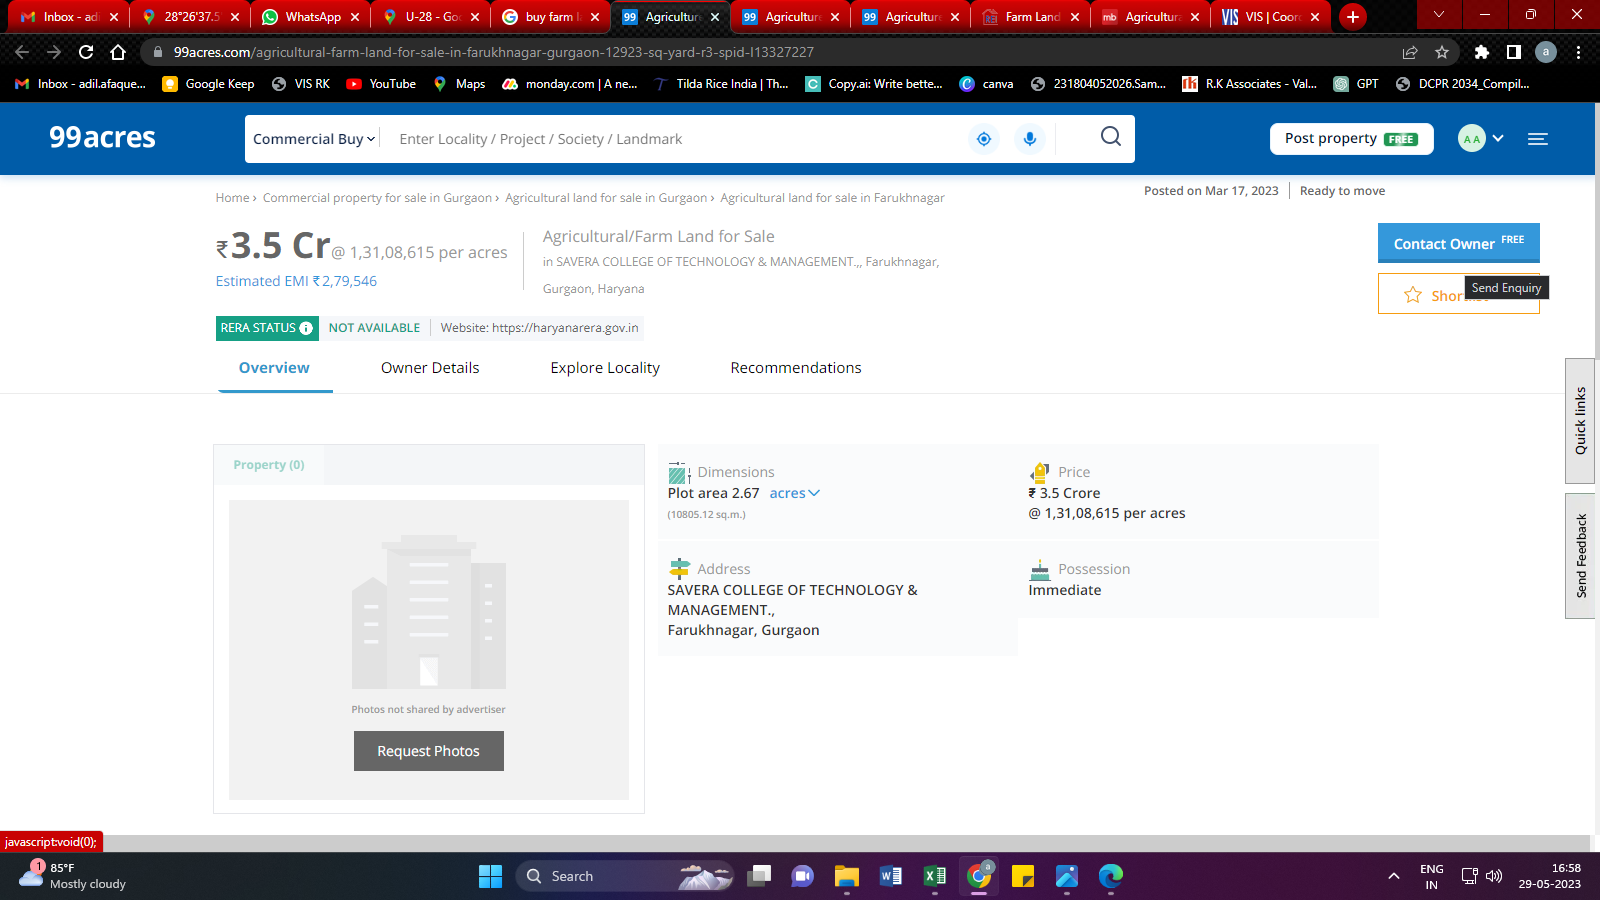 Inbox - adi
28°26'37.5
WhatsApp
U-28 - Goo
buy farm la
Agriculture
Agriculture
Agriculture
Farm Land
Agricultura
VIS | Coord
99acres.com/agricultural-farm-land-for-sale-in-farukhnagar-gurgaon-12923-sq-yard-r3-spid-I13327227
Inbox - adil.afaque...
Google Keep
VIS RK
YouTube
Maps
monday.com | A ne...
Tilda Rice India | Th...
Copy.ai: Write bette...
canva
231804052026.Sam...
R.K Associates - Val...
GPT
DCPR 2034_Compil...
99acres
Commercial Buy
Enter Locality / Project / Society / Landmark
Post property FREE
A A
Home › Commercial property for sale in Gurgaon › Agricultural land for sale in Gurgaon › Agricultural land for sale in Farukhnagar
Posted on Mar 17, 2023 | Ready to move
₹3.5 Cr @ 1,31,08,615 per acres
Estimated EMI ₹2,79,546
Agricultural/Farm Land for Sale
in SAVERA COLLEGE OF TECHNOLOGY & MANAGEMENT.,, Farukhnagar,
Gurgaon, Haryana
Contact Owner FREE
Send Enquiry
RERA STATUS NOT AVAILABLE | Website: https://haryanarera.gov.in
Overview
Owner Details
Explore Locality
Recommendations
Quick links
Send Feedback
Property (0)
Photos not shared by advertiser
Request Photos
Dimensions
Plot area 2.67 acres
(10805.12 sq.m.)
Price
₹ 3.5 Crore
@ 1,31,08,615 per acres
Address
SAVERA COLLEGE OF TECHNOLOGY &
MANAGEMENT.,
Farukhnagar, Gurgaon
Possession
Immediate
javascript:void(0);
1
85°F
Mostly cloudy
Search
ENG
IN
16:58
29-05-2023